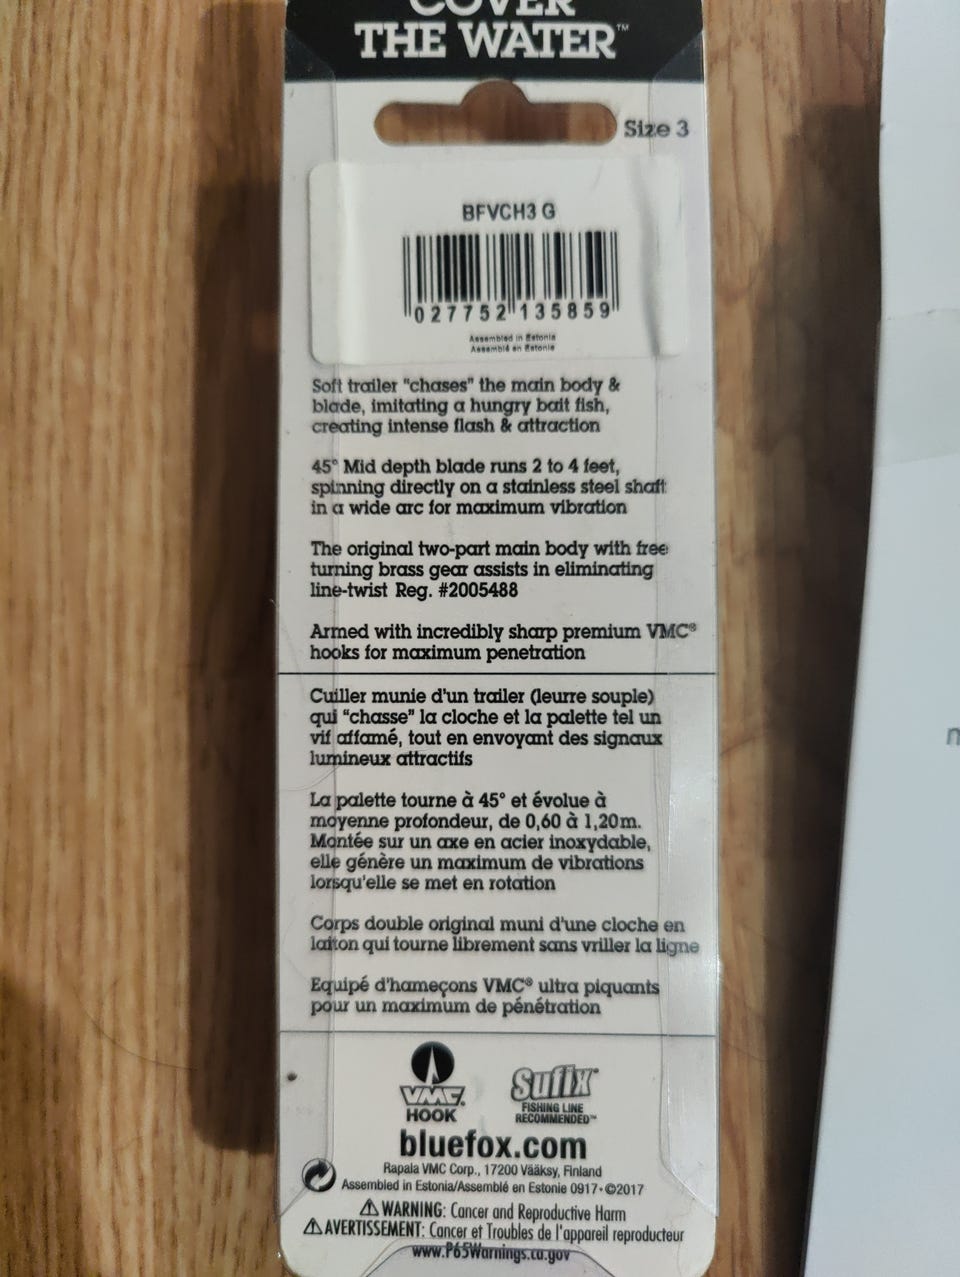 COVER
THE WATER™
Size 3
BFVCH3 G
027752 135859
Assembled in Estonia
Assemblé en Estonie
Soft trailer "chases" the main body &
blade, imitating a hungry bait fish,
creating intense flash & attraction
45° Mid depth blade runs 2 to 4 feet,
spinning directly on a stainless steel shaft
in a wide arc for maximum vibration
The original two-part main body with free
turning brass gear assists in eliminating
line-twist Reg. #2005488
Armed with incredibly sharp premium VMC®
hooks for maximum penetration
Cuiller munie d'un trailer (leurre souple)
qui "chasse" la cloche et la palette tel un
vif affamé, tout en envoyant des signaux
lumineux attractifs
La palette tourne à 45° et évolue à
moyenne profondeur, de 0,60 à 1,20m.
Montée sur un axe en acier inoxydable,
elle génère un maximum de vibrations
lorsqu'elle se met en rotation
Corps double original muni d'une cloche en
laiton qui tourne librement sans vriller la ligne
Equipé d'hameçons VMC® ultra piquants
pour un maximum de pénétration
VMC.
HOOK
Sufix
FISHING LINE
RECOMMENDED™
bluefox.com
Rapala VMC Corp., 17200 Vääksy, Finland
Assembled in Estonia/Assemblé en Estonie 0917 • ©2017
⚠ WARNING: Cancer and Reproductive Harm
⚠ AVERTISSEMENT: Cancer et Troubles de l'appareil reproducteur
www.P65Warnings.ca.gov